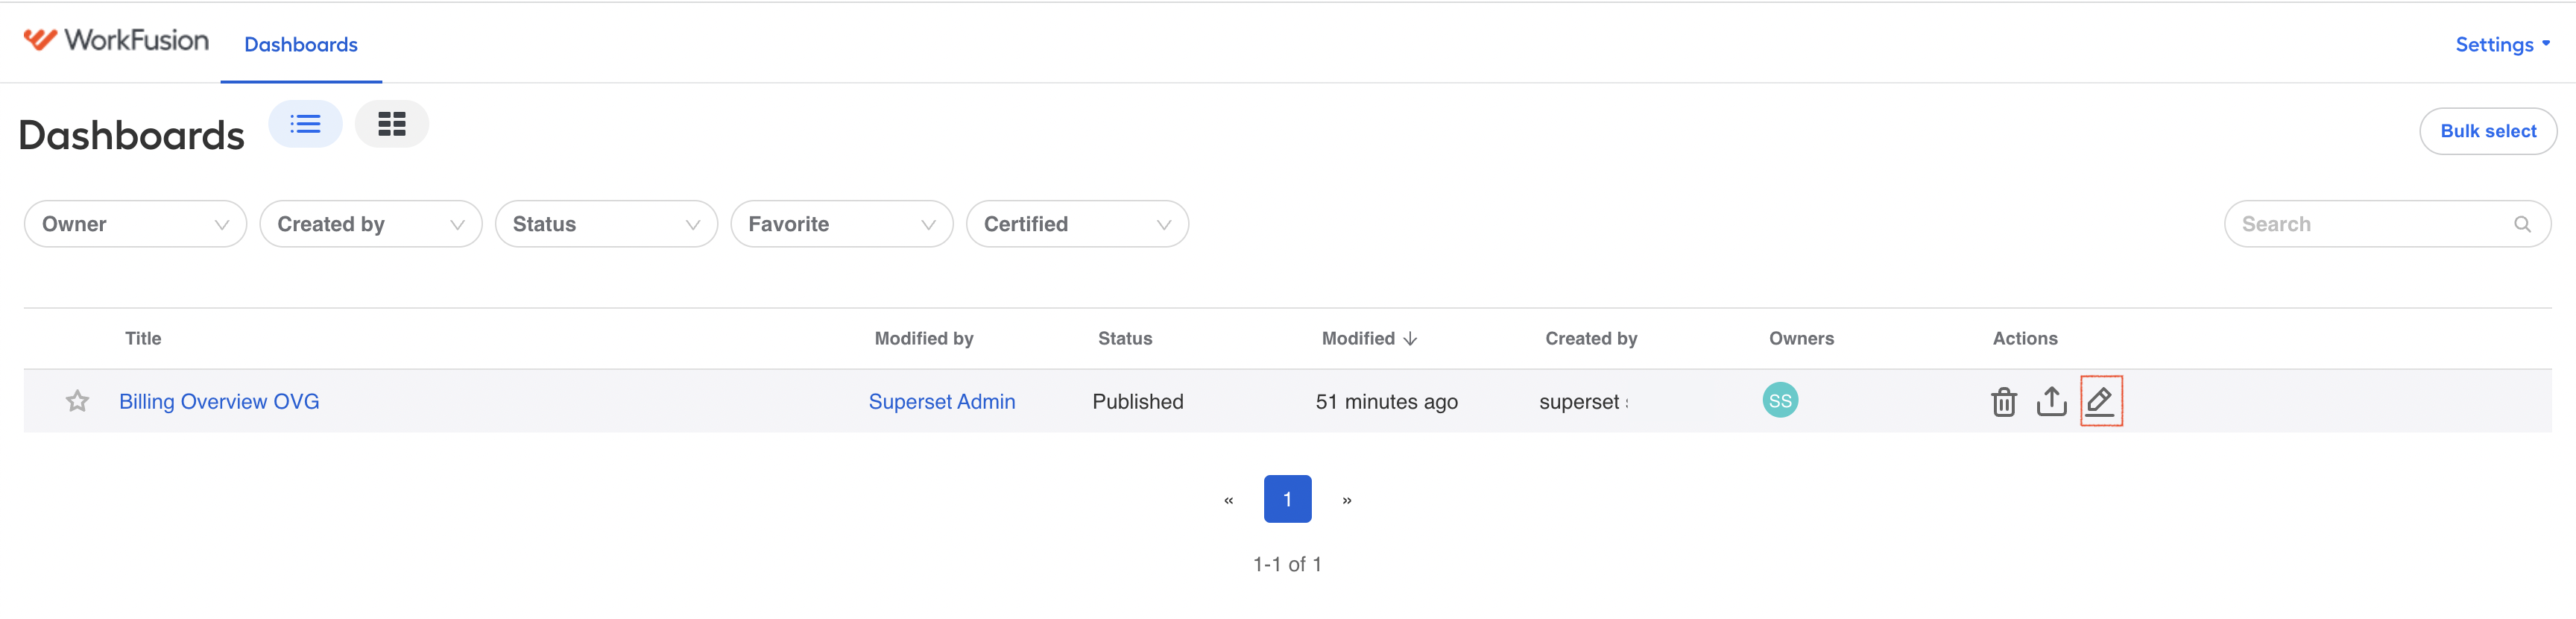 WorkFusion Dashboards Settings
Dashboards Bulk select
Owner Created by Status Favorite Certified Search
Title Modified by Status Modified Created by Owners Actions
Billing Overview OVG Superset Admin Published 51 minutes ago superset SS
« 1 »
1-1 of 1